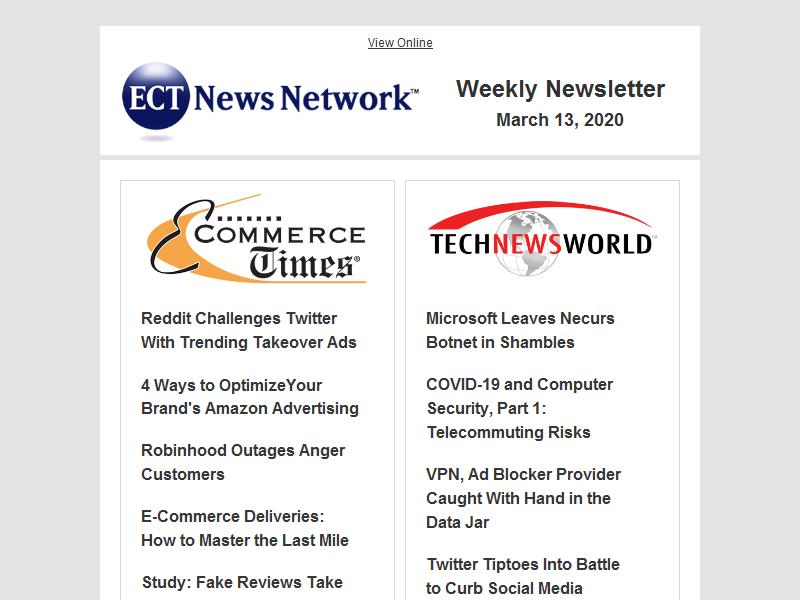 View Online
ECT News Network™
Weekly Newsletter
March 13, 2020
E-Commerce
Times®
Reddit Challenges Twitter
With Trending Takeover Ads
4 Ways to OptimizeYour
Brand's Amazon Advertising
Robinhood Outages Anger
Customers
E-Commerce Deliveries:
How to Master the Last Mile
Study: Fake Reviews Take
TECHNEWSWORLD™
Microsoft Leaves Necurs
Botnet in Shambles
COVID-19 and Computer
Security, Part 1:
Telecommuting Risks
VPN, Ad Blocker Provider
Caught With Hand in the
Data Jar
Twitter Tiptoes Into Battle
to Curb Social Media